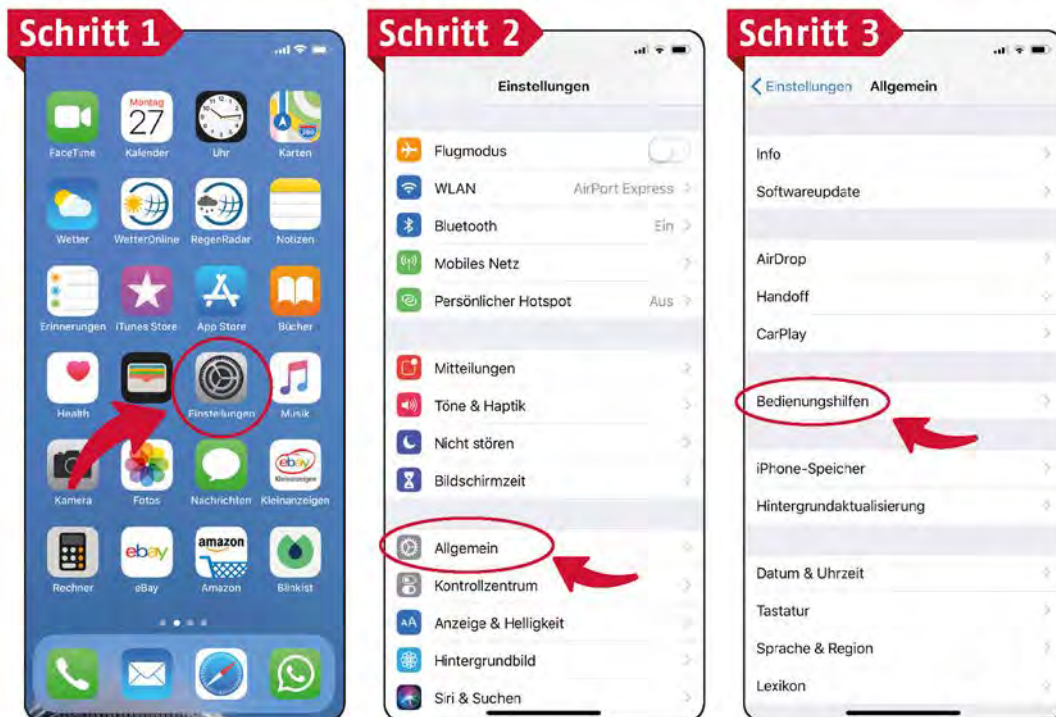 Schritt 1
Montag
27
FaceTime
Kalender
Uhr
Karten
Wetter
WetterOnline
RegenRadar
Notizen
Erinnerungen
iTunes Store
App Store
Bücher
Health
Einstellungen
Musik
ebay
Kleinanzeigen
Kamera
Fotos
Nachrichten
Kleinanzeigen
ebay
amazon
Rechner
eBay
Amazon
Blinkist
Schritt 2
Einstellungen
Flugmodus
WLAN AirPort Express
Bluetooth Ein
Mobiles Netz
Persönlicher Hotspot Aus
Mitteilungen
Töne & Haptik
Nicht stören
Bildschirmzeit
Allgemein
Kontrollzentrum
AA Anzeige & Helligkeit
Hintergrundbild
Siri & Suchen
Schritt 3
Einstellungen Allgemein
Info
Softwareupdate
AirDrop
Handoff
CarPlay
Bedienungshilfen
iPhone-Speicher
Hintergrundaktualisierung
Datum & Uhrzeit
Tastatur
Sprache & Region
Lexikon